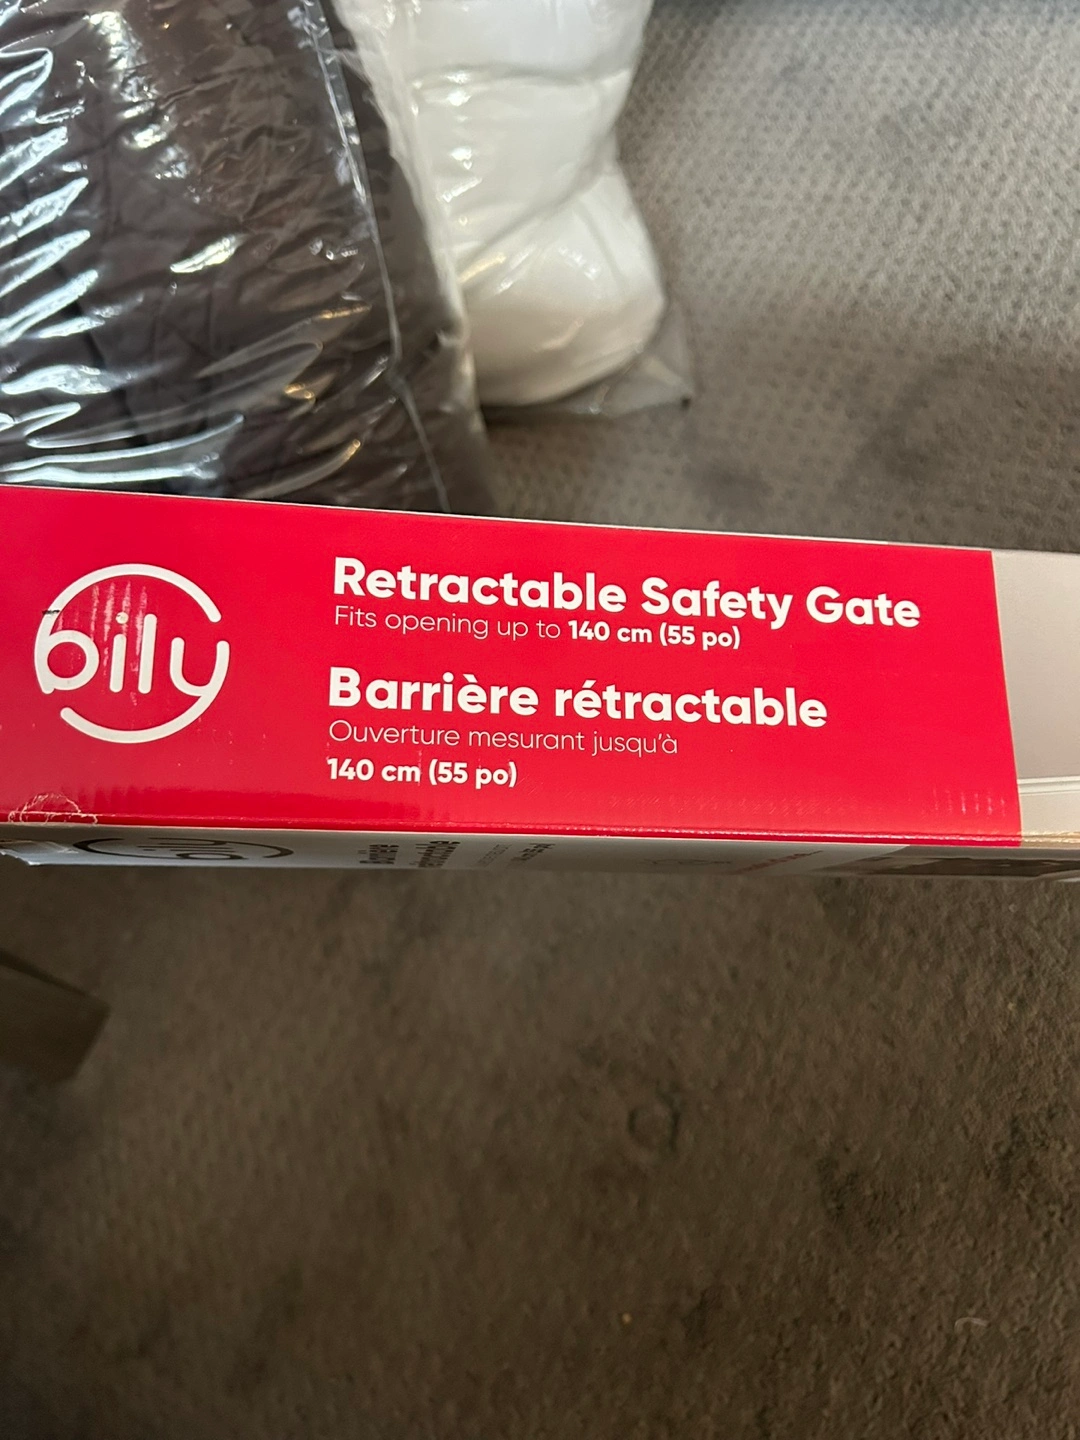 bily
Retractable Safety Gate
Fits opening up to 140 cm (55 po)
Barrière rétractable
Ouverture mesurant jusqu'à
140 cm (55 po)